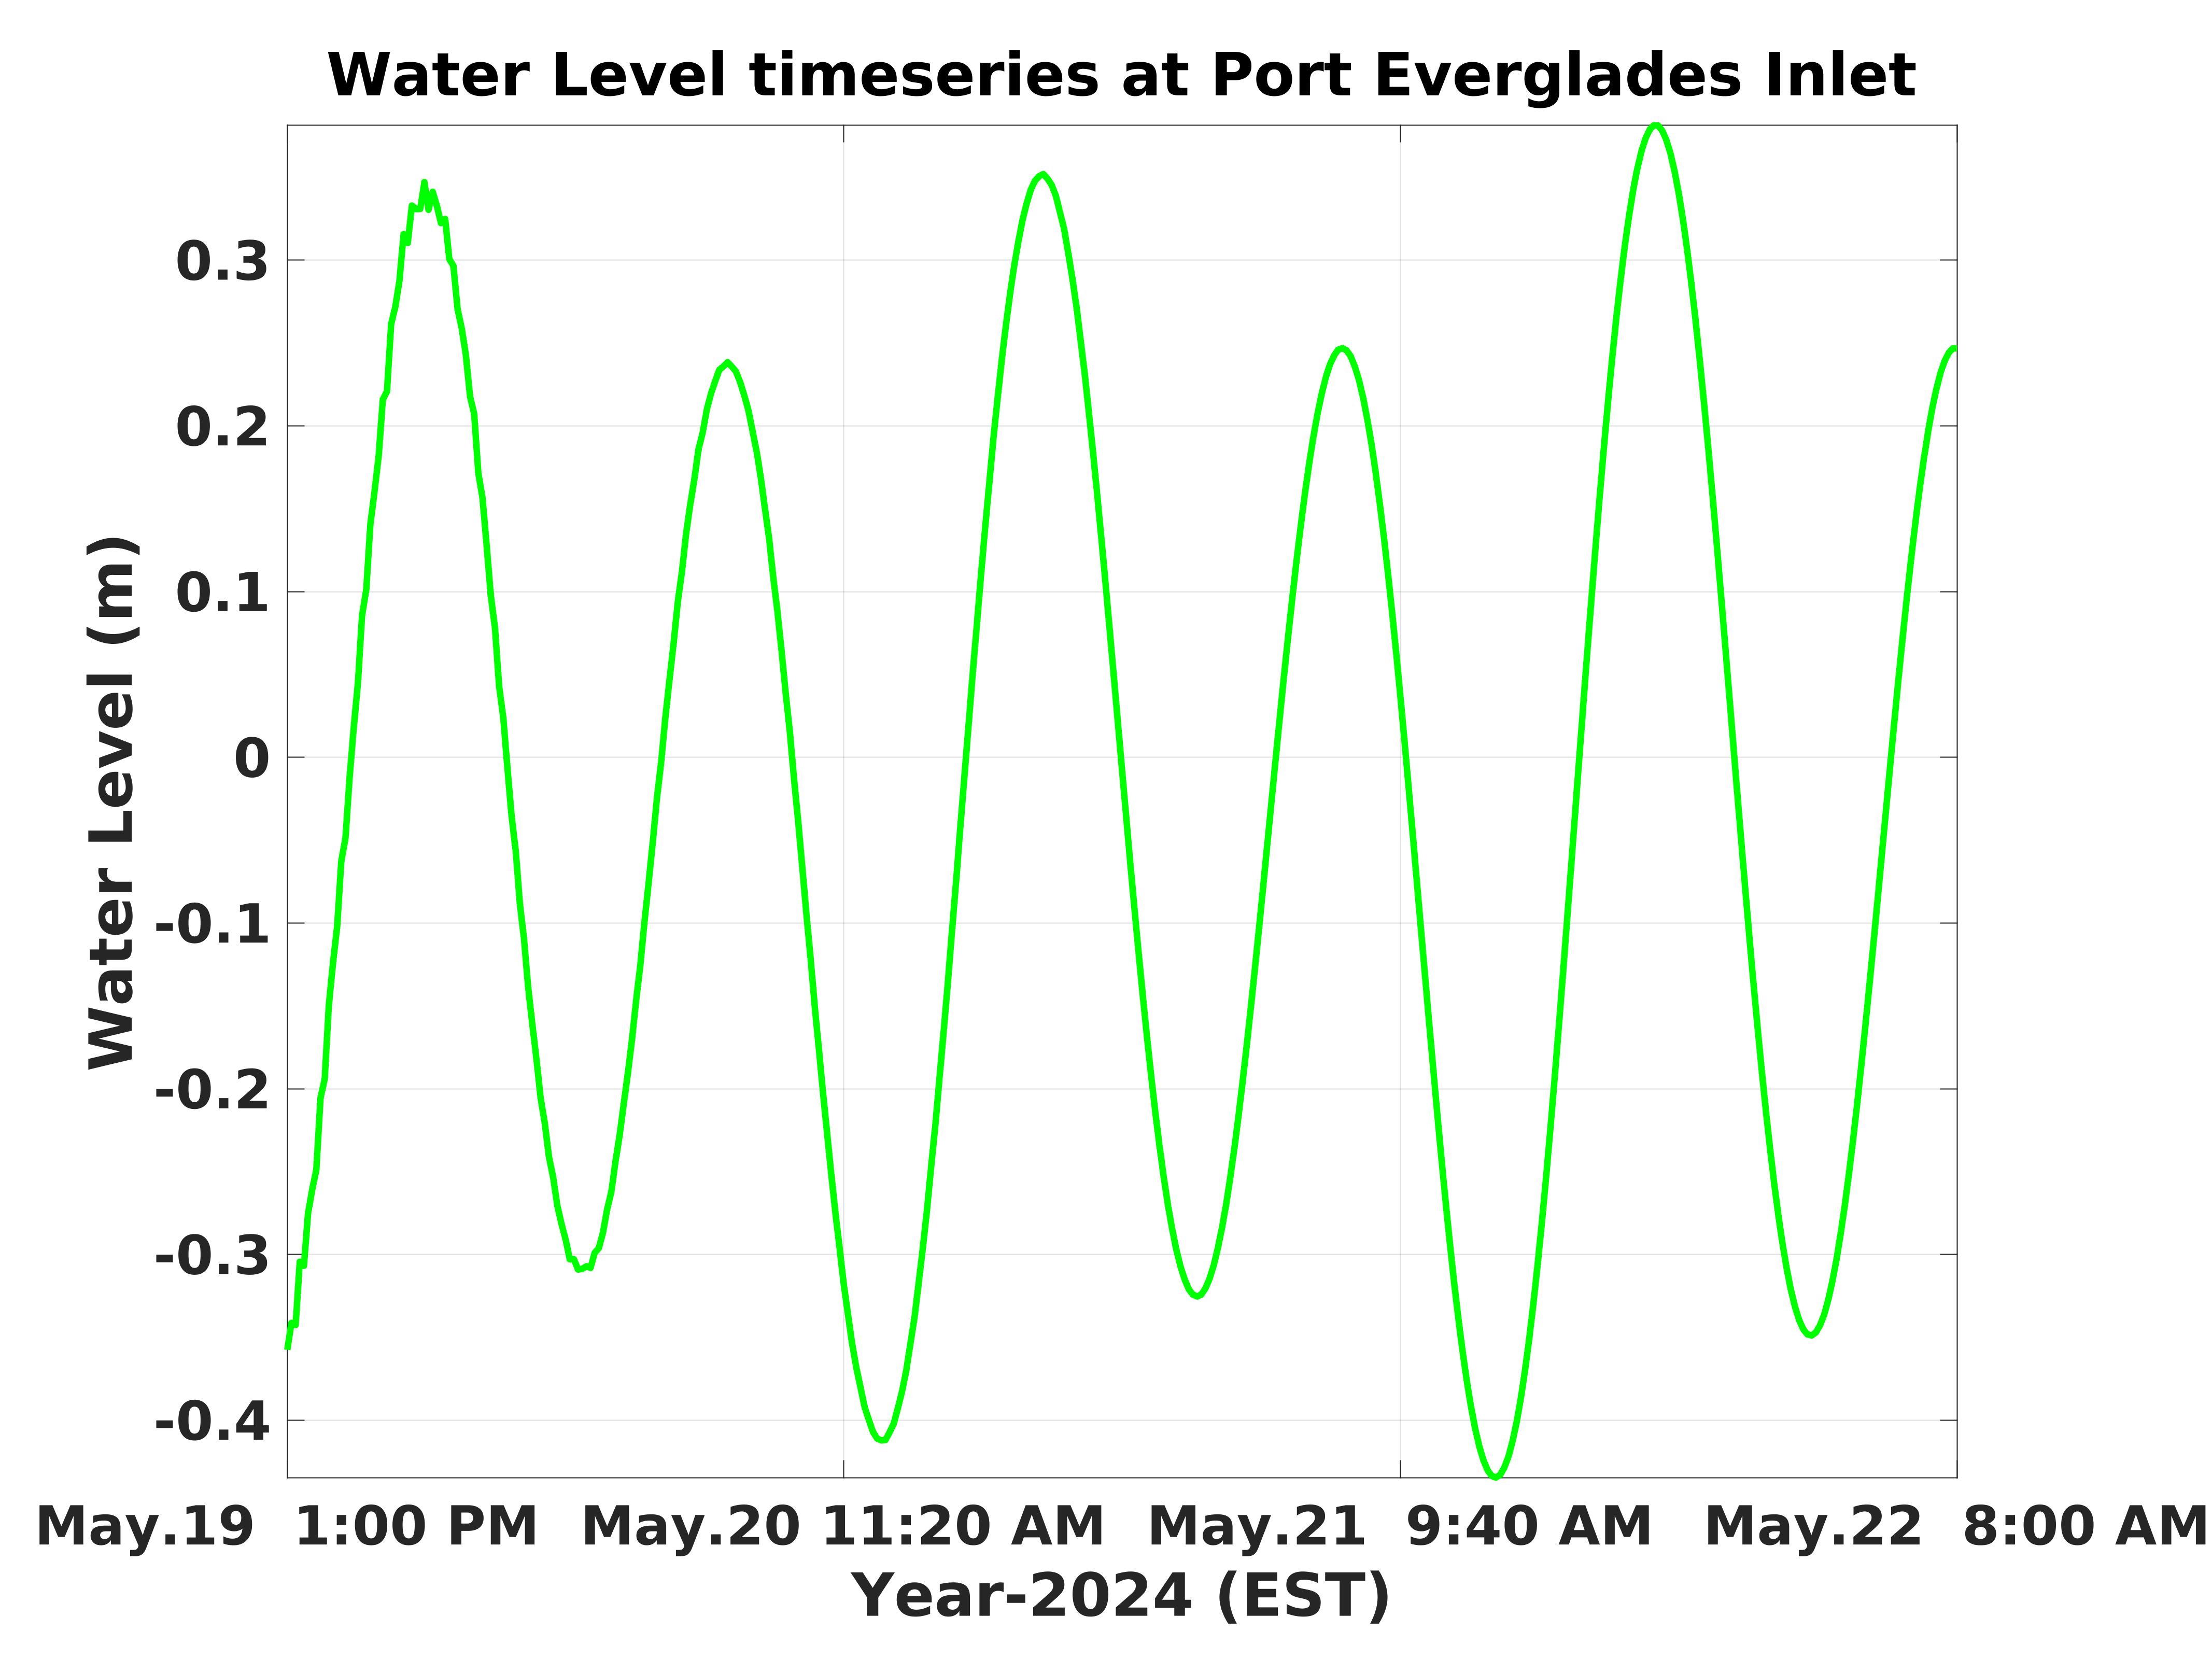 Water Level timeseries at Port Everglades Inlet
Water Level (m)
0.3
0.2
0.1
0
-0.1
-0.2
-0.3
-0.4
May.19 1:00 PM May.20 11:20 AM May.21 9:40 AM May.22 8:00 AM
Year-2024 (EST)